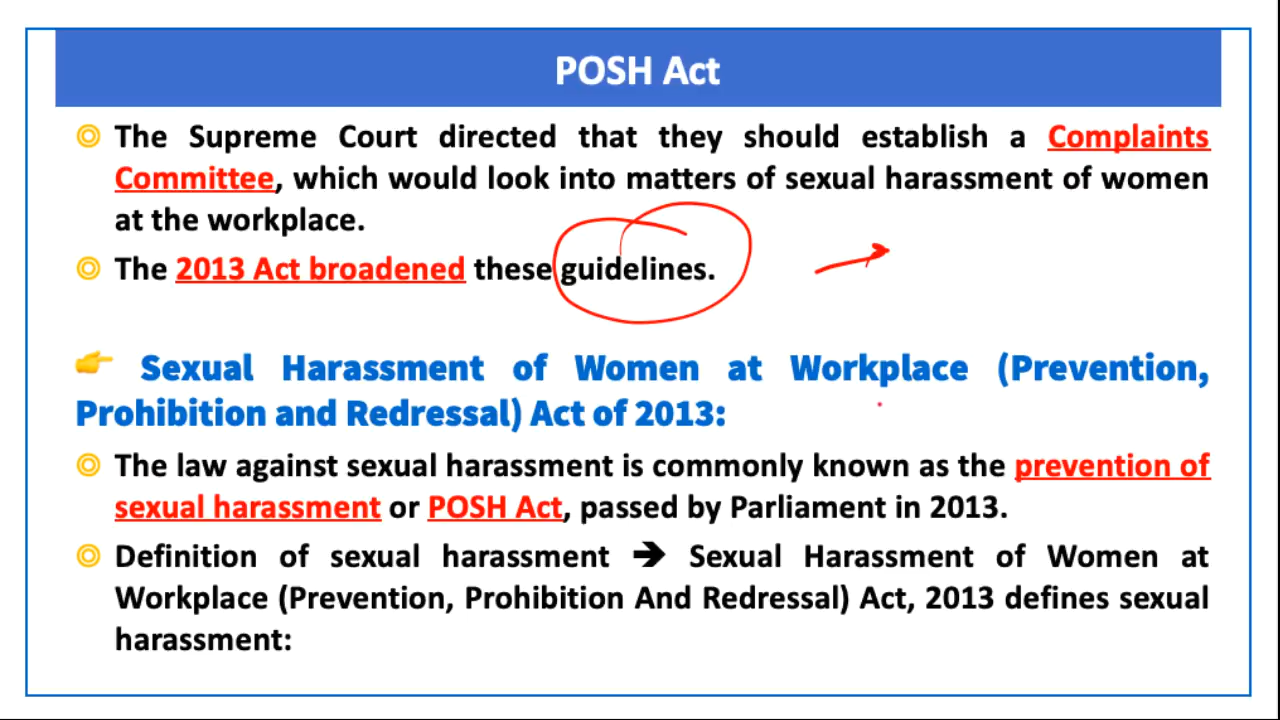 POSH Act
The Supreme Court directed that they should establish a Complaints
Committee, which would look into matters of sexual harassment of women
at the workplace.
The 2013 Act broadened these guidelines.
Sexual Harassment of Women at Workplace (Prevention,
Prohibition and Redressal) Act of 2013:
The law against sexual harassment is commonly known as the prevention of
sexual harassment or POSH Act, passed by Parliament in 2013.
Definition of sexual harassment ➔ Sexual Harassment of Women at
Workplace (Prevention, Prohibition And Redressal) Act, 2013 defines sexual
harassment: